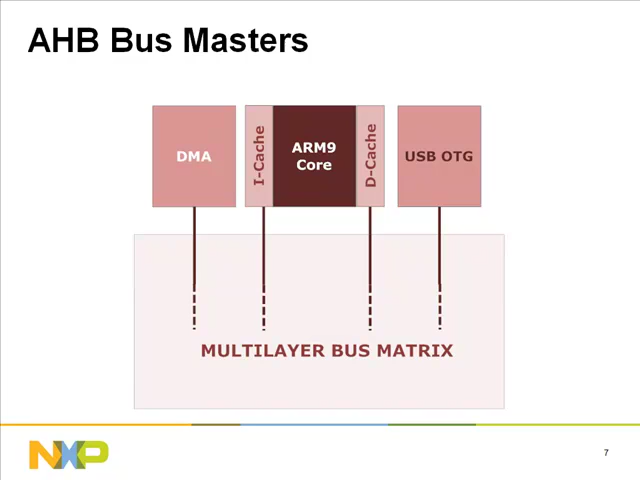 AHB Bus Masters
DMA
I-Cache
ARM9
Core
D-Cache
USB OTG
MULTILAYER BUS MATRIX
NXP
7